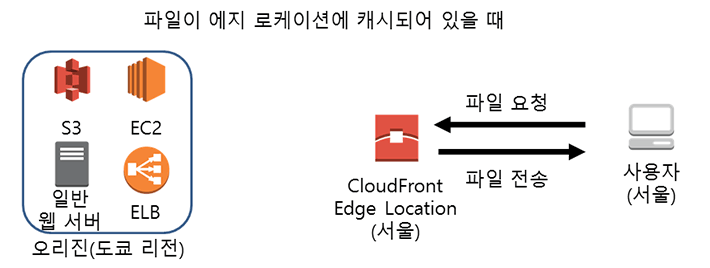 파일이 에지 로케이션에 캐시되어 있을 때
S3
EC2
일반
웹 서버
ELB
오리진(도쿄 리전)
CloudFront
Edge Location
(서울)
파일 요청
파일 전송
사용자
(서울)